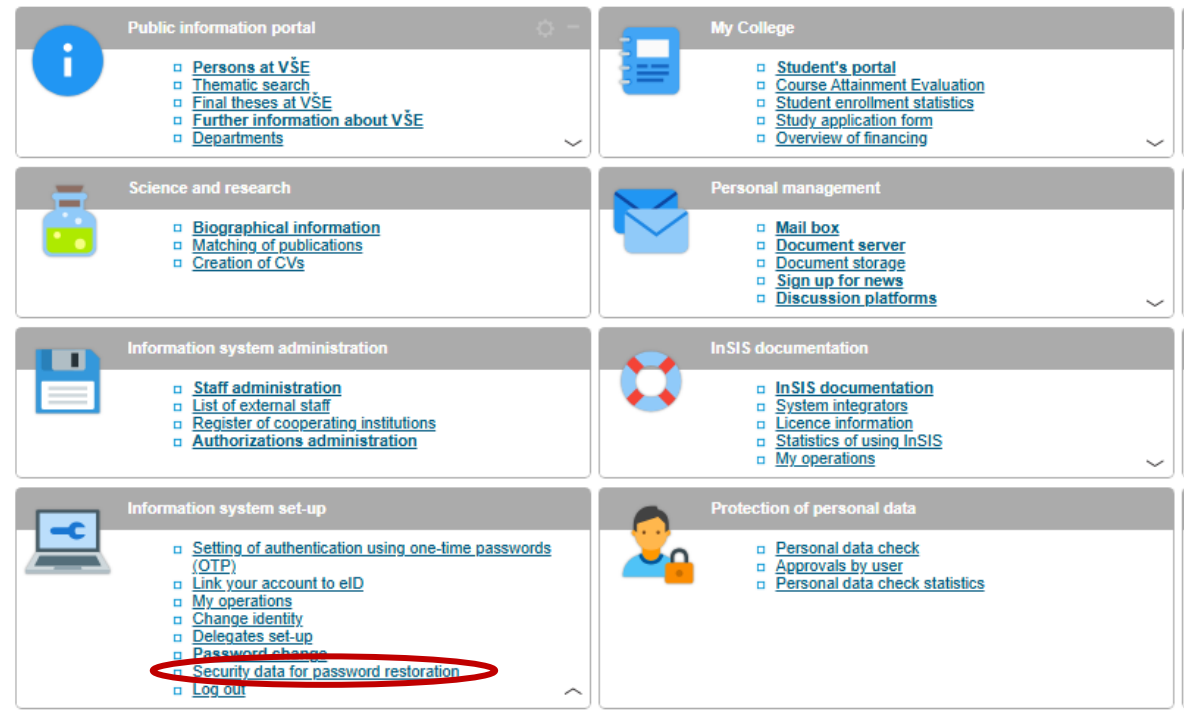 Public information portal
Persons at VŠE
Thematic search
Final theses at VŠE
Further information about VŠE
Departments
My College
Student's portal
Course Attainment Evaluation
Student enrollment statistics
Study application form
Overview of financing
Science and research
Biographical information
Matching of publications
Creation of CVs
Personal management
Mail box
Document server
Document storage
Sign up for news
Discussion platforms
Information system administration
Staff administration
List of external staff
Register of cooperating institutions
Authorizations administration
InSIS documentation
InSIS documentation
System integrators
Licence information
Statistics of using InSIS
My operations
Information system set-up
Setting of authentication using one-time passwords
(OTP)
Link your account to eID
My operations
Change identity
Delegates set-up
Password change
Security data for password restoration
Log out
Protection of personal data
Personal data check
Approvals by user
Personal data check statistics